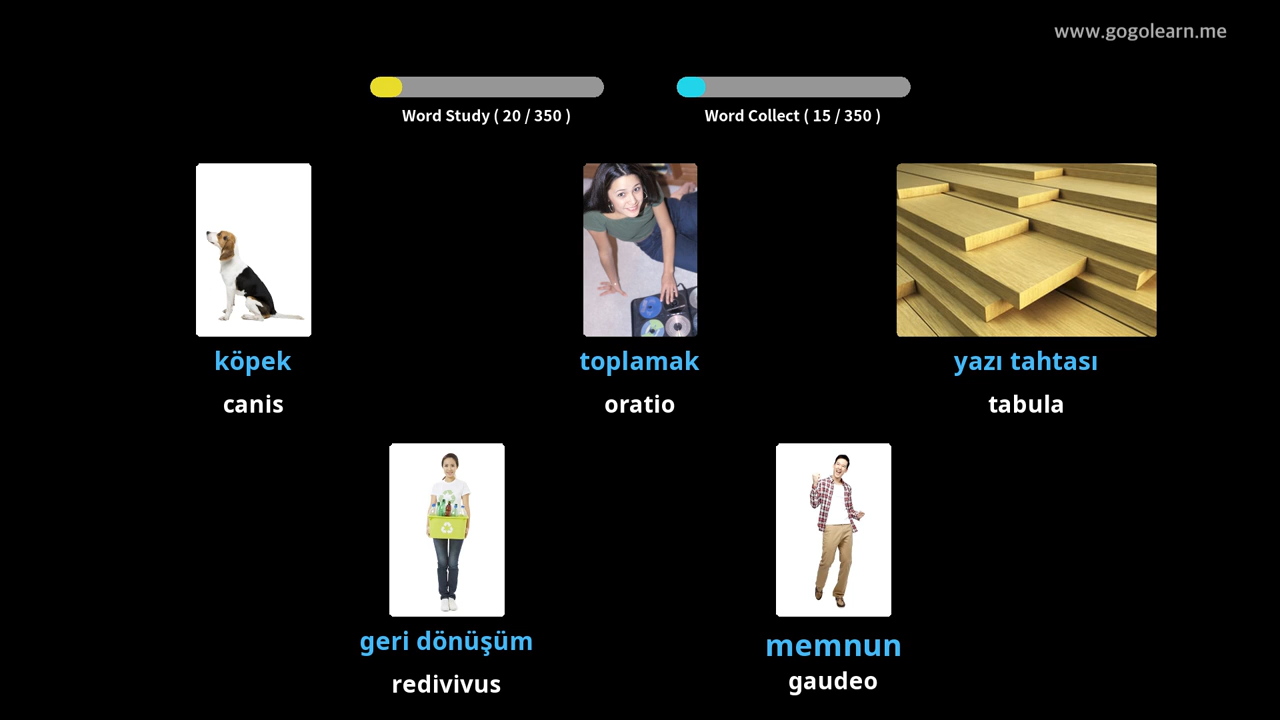 www.gogolearn.me
Word Study ( 20 / 350 )
Word Collect ( 15 / 350 )
köpek
canis
toplamak
oratio
yazı tahtası
tabula
geri dönüşüm
redivivus
memnun
gaudeo